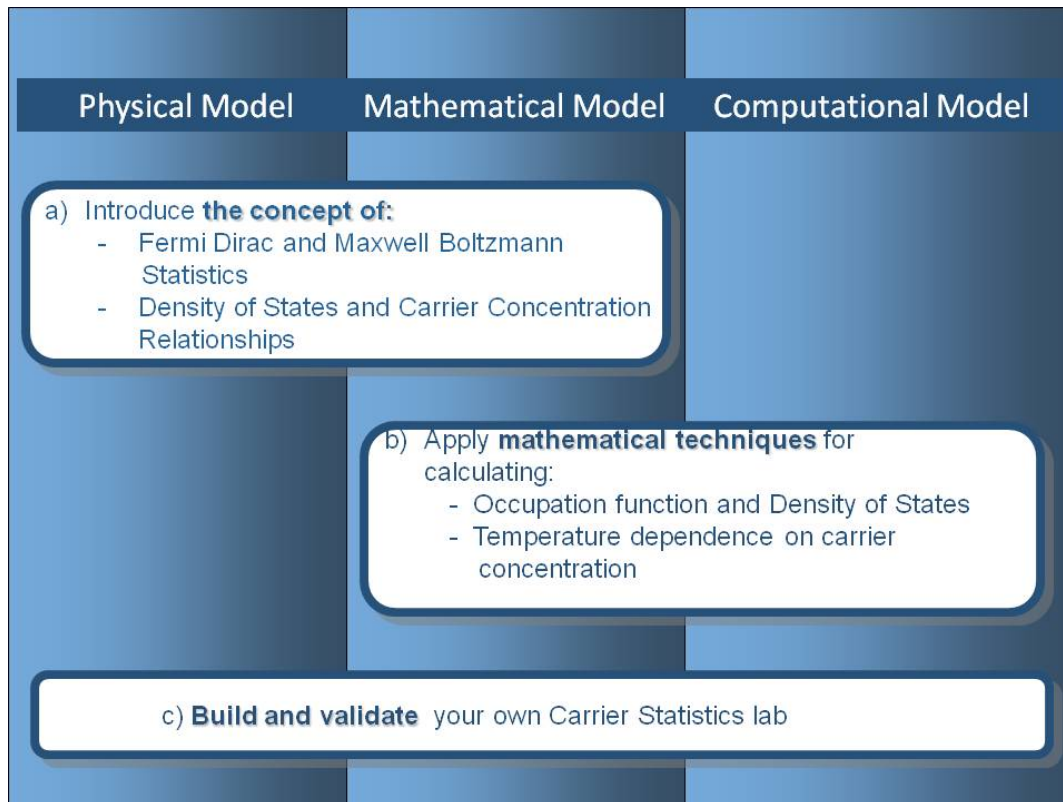 Physical Model
Mathematical Model
Computational Model
a) Introduce the concept of:
- Fermi Dirac and Maxwell Boltzmann
Statistics
- Density of States and Carrier Concentration
Relationships
b) Apply mathematical techniques for
calculating:
- Occupation function and Density of States
- Temperature dependence on carrier
concentration
c) Build and validate your own Carrier Statistics lab